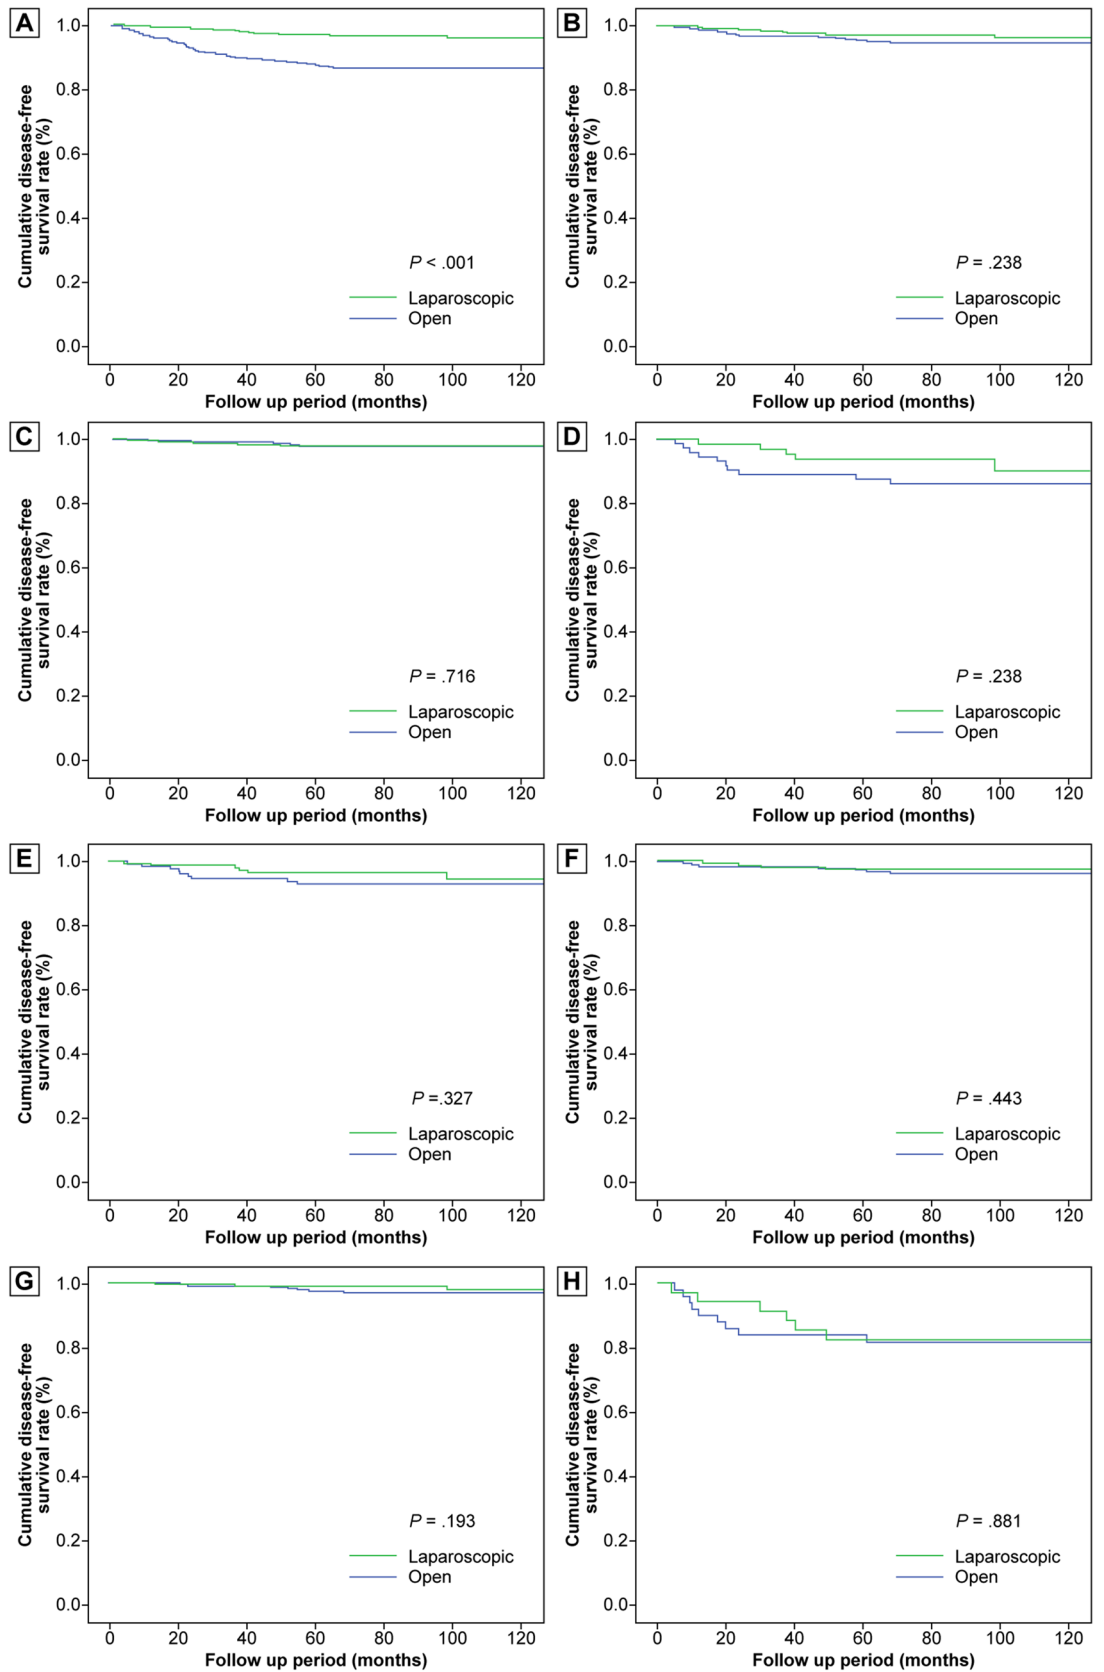 A
Cumulative disease-free
survival rate (%)
1.0
0.8
0.6
0.4
0.2
0.0
P < .001
Laparoscopic
Open
0 20 40 60 80 100 120
Follow up period (months)
B
Cumulative disease-free
survival rate (%)
1.0
0.8
0.6
0.4
0.2
0.0
P = .238
Laparoscopic
Open
0 20 40 60 80 100 120
Follow up period (months)
C
Cumulative disease-free
survival rate (%)
1.0
0.8
0.6
0.4
0.2
0.0
P = .716
Laparoscopic
Open
0 20 40 60 80 100 120
Follow up period (months)
D
Cumulative disease-free
survival rate (%)
1.0
0.8
0.6
0.4
0.2
0.0
P = .238
Laparoscopic
Open
0 20 40 60 80 100 120
Follow up period (months)
E
Cumulative disease-free
survival rate (%)
1.0
0.8
0.6
0.4
0.2
0.0
P =.327
Laparoscopic
Open
0 20 40 60 80 100 120
Follow up period (months)
F
Cumulative disease-free
survival rate (%)
1.0
0.8
0.6
0.4
0.2
0.0
P = .443
Laparoscopic
Open
0 20 40 60 80 100 120
Follow up period (months)
G
Cumulative disease-free
survival rate (%)
1.0
0.8
0.6
0.4
0.2
0.0
P = .193
Laparoscopic
Open
0 20 40 60 80 100 120
Follow up period (months)
H
Cumulative disease-free
survival rate (%)
1.0
0.8
0.6
0.4
0.2
0.0
P = .881
Laparoscopic
Open
0 20 40 60 80 100 120
Follow up period (months)